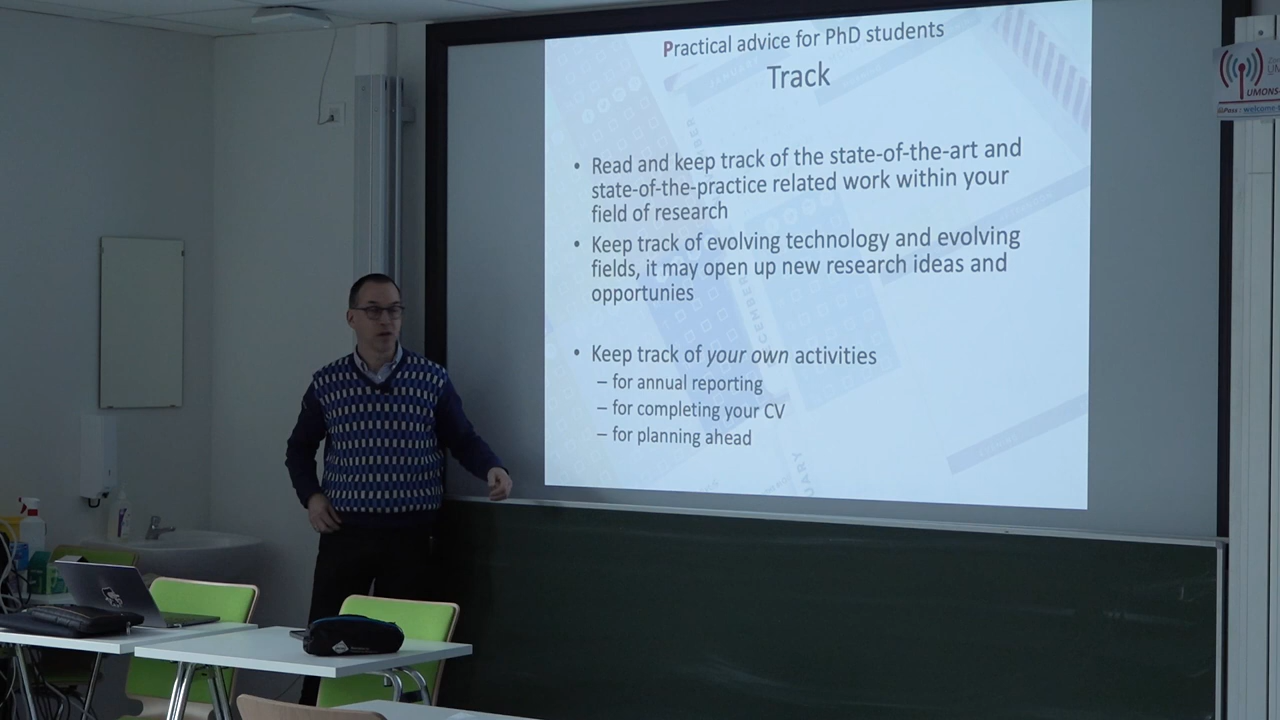 Practical advice for PhD students
Track
• Read and keep track of the state-of-the-art and
state-of-the-practice related work within your
field of research
• Keep track of evolving technology and evolving
fields, it may open up new research ideas and
opportunies
• Keep track of your own activities
– for annual reporting
– for completing your CV
– for planning ahead
JANUARY
DECEMBER
UMONS